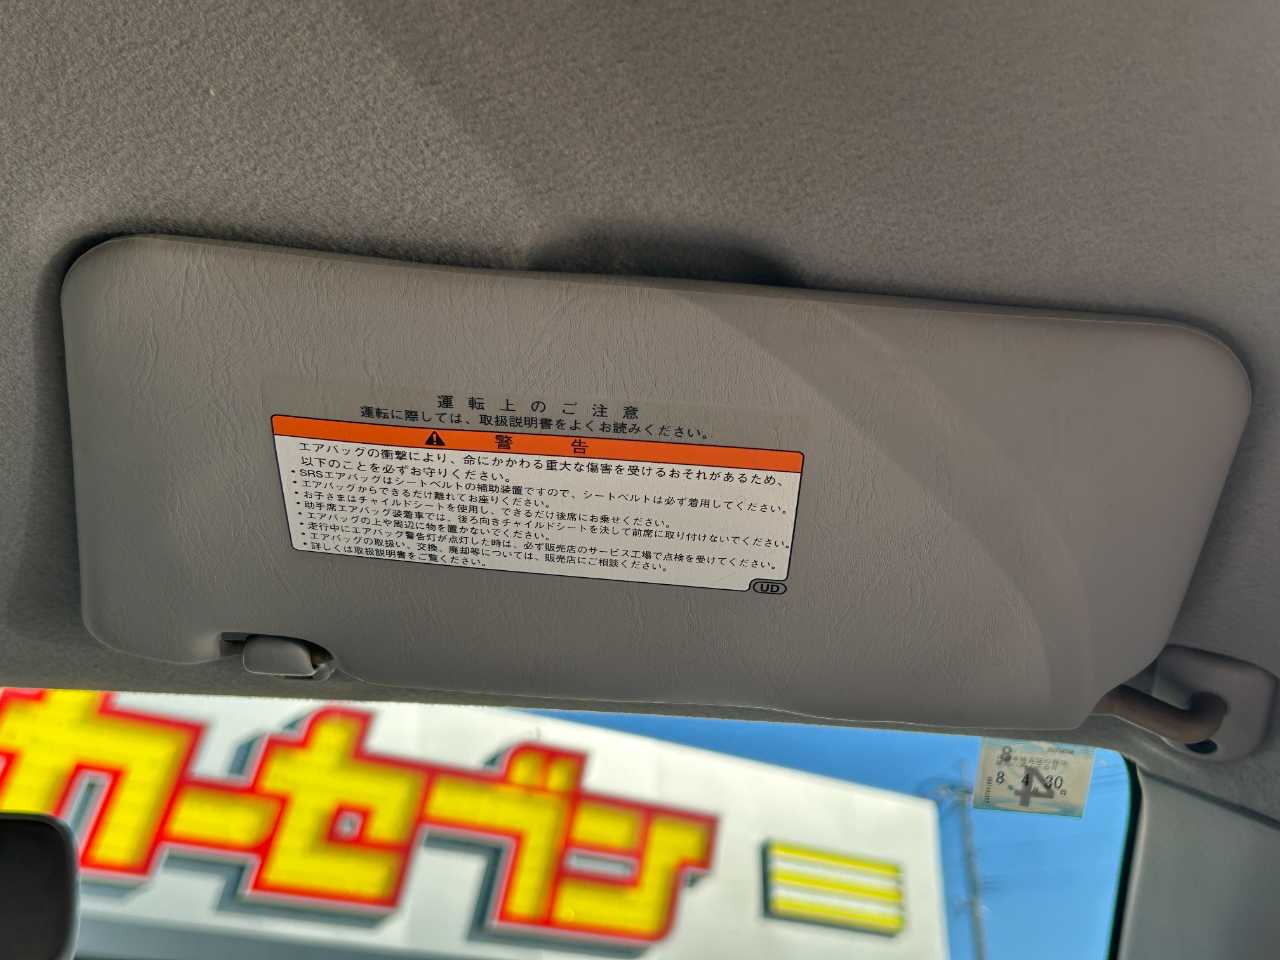 運転上のご注意
運転に際しては、取扱説明書をよくお読みください。
警告
エアバッグの衝撃により、命にかかわる重大な傷害を受けるおそれがあるため、
以下のことを必ずお守りください。
•SRSエアバッグはシートベルトの補助装置ですので、シートベルトは必ず着用してください。
•エアバッグからできるだけ離れてお座りください。
•お子さまはチャイルドシートを使用し、できるだけ後席にお乗せください。
•助手席エアバッグ装着車では、後ろ向きチャイルドシートを決して前席に取り付けないでください。
•エアバッグの上や周辺に物を置かないでください。
•走行中にエアバック警告灯が点灯した時は、必ず販売店のサービス工場で点検を受けてください。
•エアバッグの取扱い、交換、廃却等については、販売店にご相談ください。
•詳しくは取扱説明書をご覧ください。
UD
カーセブン
8
8 4 30
4